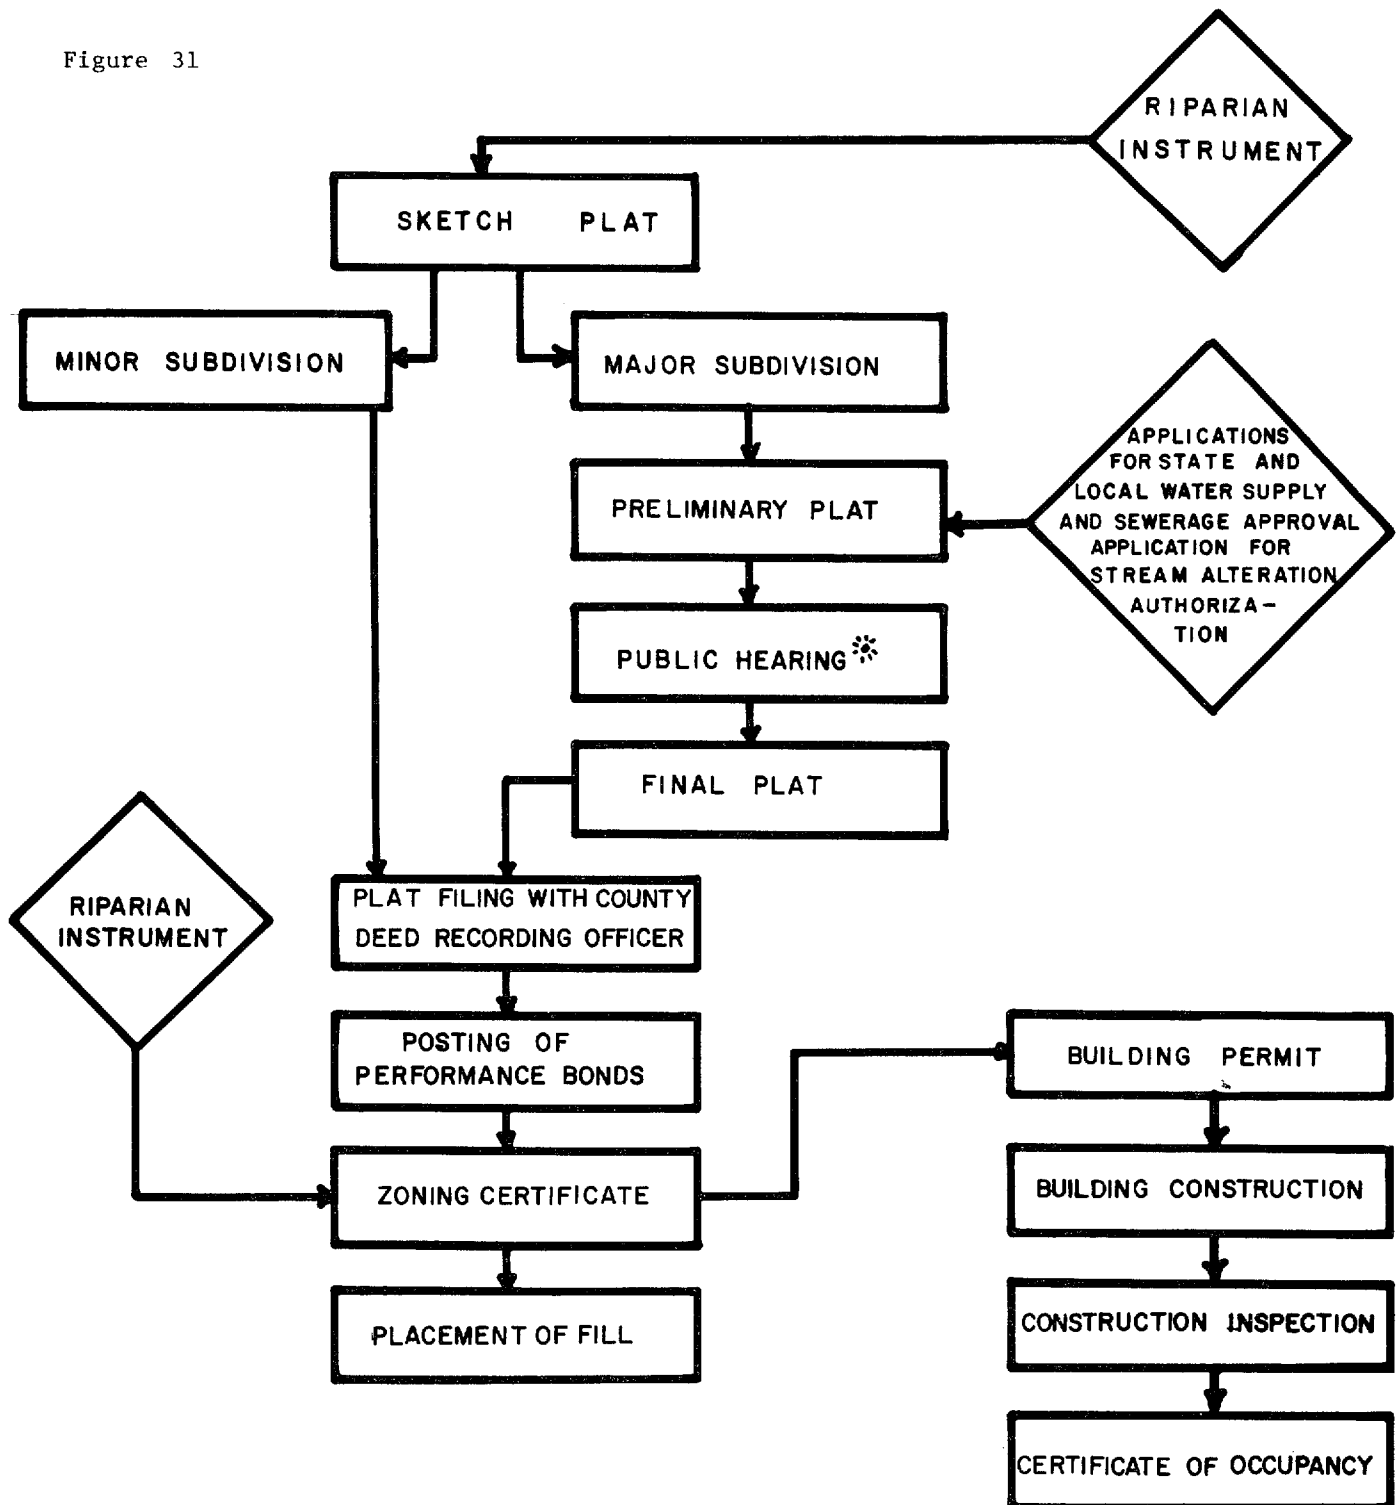 Figure 31
RIPARIAN
INSTRUMENT
SKETCH PLAT
MINOR SUBDIVISION
MAJOR SUBDIVISION
APPLICATIONS
FOR STATE AND
LOCAL WATER SUPPLY
AND SEWERAGE APPROVAL
APPLICATION FOR
STREAM ALTERATION
AUTHORIZA-
TION
PRELIMINARY PLAT
PUBLIC HEARING*
FINAL PLAT
RIPARIAN
INSTRUMENT
PLAT FILING WITH COUNTY
DEED RECORDING OFFICER
POSTING OF
PERFORMANCE BONDS
ZONING CERTIFICATE
PLACEMENT OF FILL
BUILDING PERMIT
BUILDING CONSTRUCTION
CONSTRUCTION INSPECTION
CERTIFICATE OF OCCUPANCY